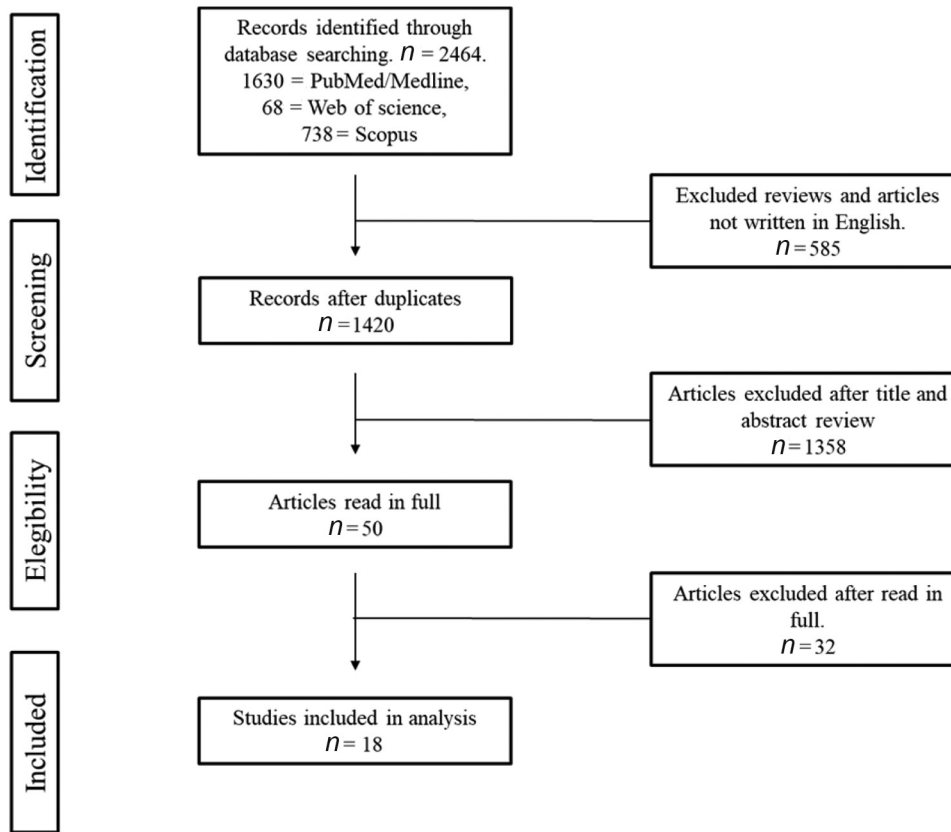 Identification
Records identified through
database searching. n = 2464.
1630 = PubMed/Medline,
68 = Web of science,
738 = Scopus
Excluded reviews and articles
not written in English.
n = 585
Screening
Records after duplicates
n =1420
Articles excluded after title and
abstract review
n = 1358
Elegibility
Articles read in full
n = 50
Articles excluded after read in
full.
n = 32
Included
Studies included in analysis
n = 18